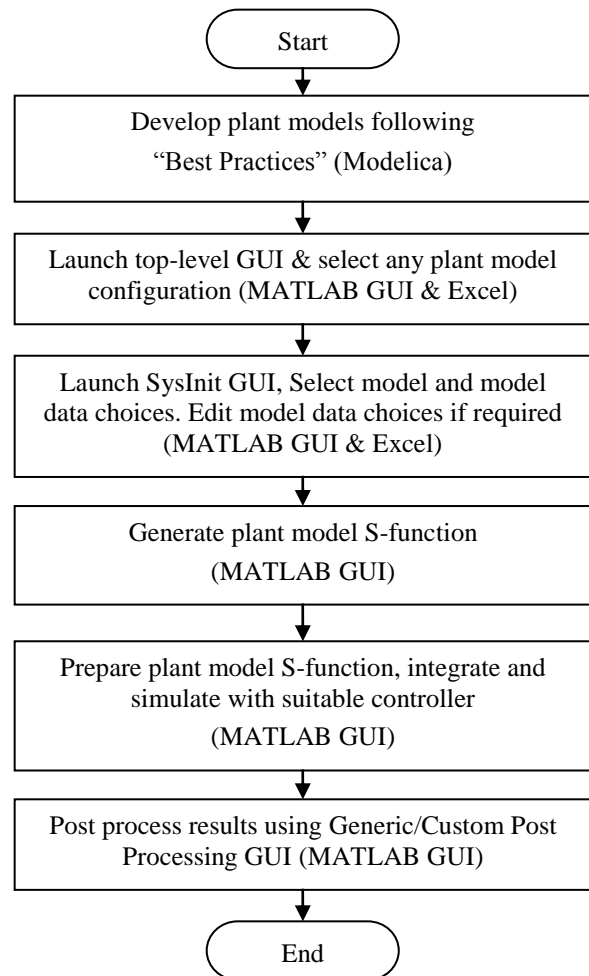 Start
Develop plant models following
“Best Practices” (Modelica)
Launch top-level GUI & select any plant model
configuration (MATLAB GUI & Excel)
Launch SysInit GUI, Select model and model
data choices. Edit model data choices if required
(MATLAB GUI & Excel)
Generate plant model S-function
(MATLAB GUI)
Prepare plant model S-function, integrate and
simulate with suitable controller
(MATLAB GUI)
Post process results using Generic/Custom Post
Processing GUI (MATLAB GUI)
End